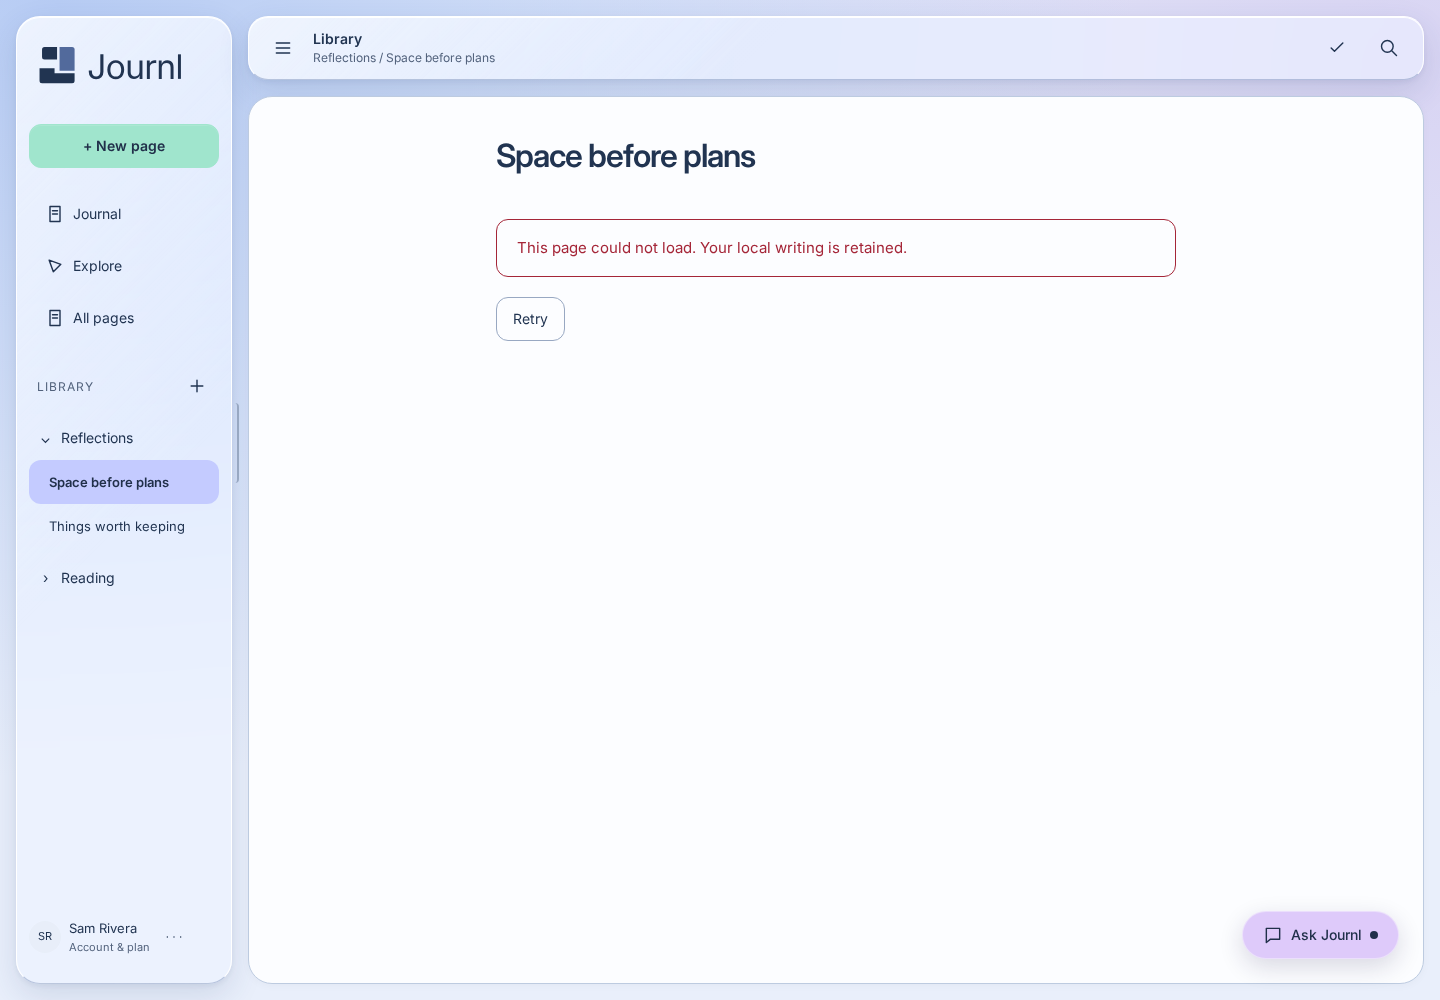 Journl
+ New page
Journal
Explore
All pages
LIBRARY
Reflections
Space before plans
Things worth keeping
Reading
SR
Sam Rivera
Account & plan
Library
Reflections / Space before plans
Space before plans
This page could not load. Your local writing is retained.
Retry
Ask Journl